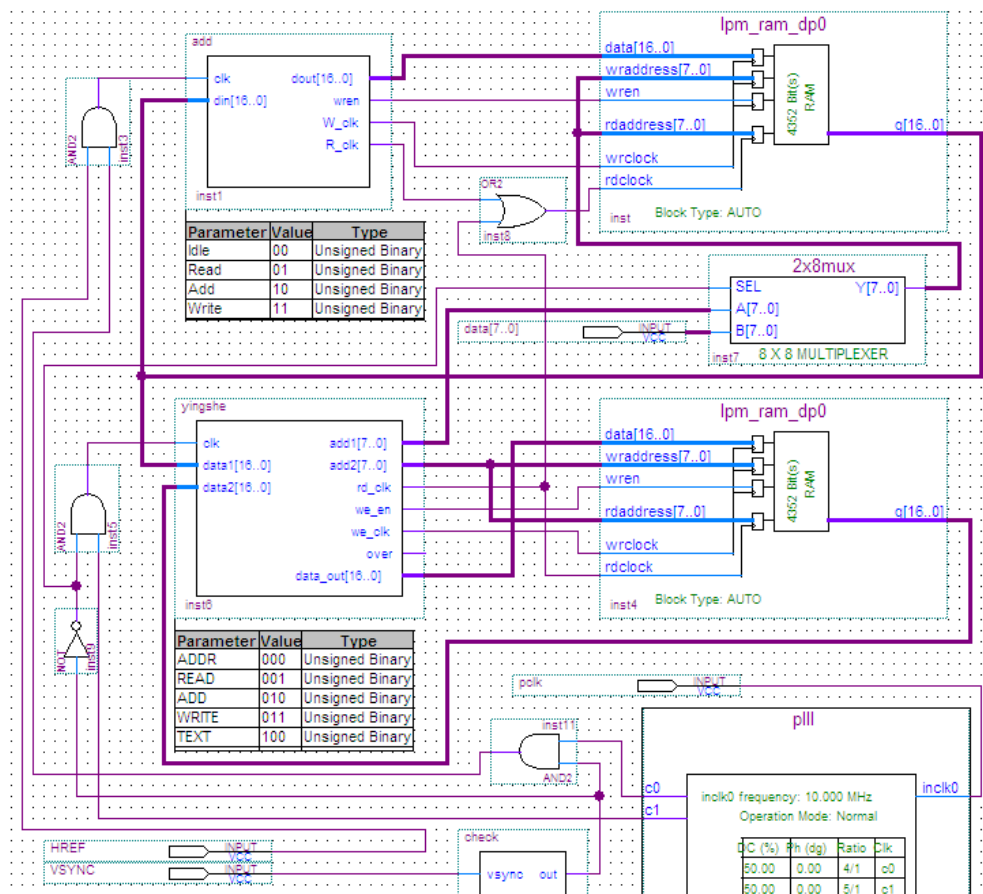 add
clk
din[16..0]
dout[16..0]
wren
W_clk
R_clk
inst1
AND2
inst3
Parameter Value Type
Idle 00 Unsigned Binary
Read 01 Unsigned Binary
Add 10 Unsigned Binary
Write 11 Unsigned Binary
OR2
inst8
lpm_ram_dp0
data[16..0]
wraddress[7..0]
wren
rdaddress[7..0]
wrclock
rdclock
4352 Bit(s)
RAM
q[16..0]
inst
Block Type: AUTO
2x8mux
SEL
A[7..0]
B[7..0]
Y[7..0]
inst7
8 X 8 MULTIPLEXER
data[7..0]
INPUT
VCC
yingshe
clk
data1[16..0]
data2[16..0]
add1[7..0]
add2[7..0]
rd_clk
we_en
we_clk
over
data_out[16..0]
inst6
AND2
inst5
NOT
inst9
Parameter Value Type
ADDR 000 Unsigned Binary
READ 001 Unsigned Binary
ADD 010 Unsigned Binary
WRITE 011 Unsigned Binary
TEXT 100 Unsigned Binary
lpm_ram_dp0
data[16..0]
wraddress[7..0]
wren
rdaddress[7..0]
wrclock
rdclock
4352 Bit(s)
RAM
q[16..0]
inst4
Block Type: AUTO
pclk
INPUT
VCC
inst11
AND2
plll
c0
c1
inclk0
inclk0 frequency: 10.000 MHz
Operation Mode: Normal
DC (%) Ph (dg) Ratio Clk
50.00 0.00 4/1 c0
50.00 0.00 5/1 c1
HREF
INPUT
VCC
VSYNC
INPUT
VCC
check
vsync out